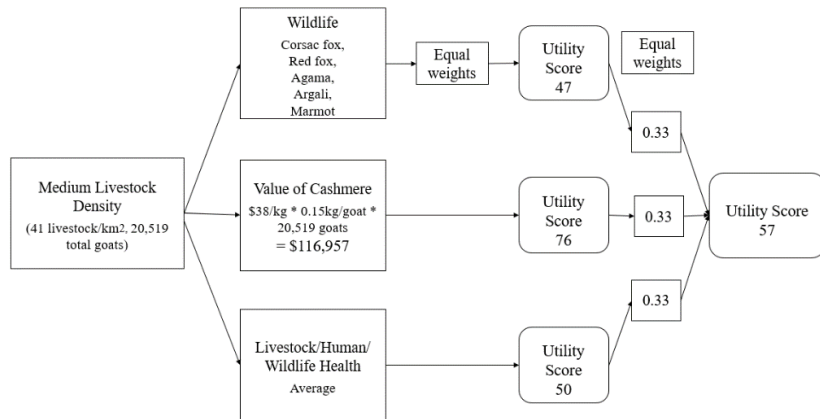 Wildlife
Corsac fox,
Red fox,
Agama,
Argali,
Marmot
Equal
weights
Utility
Score
47
Equal
weights
0.33
Medium Livestock
Density
(41 livestock/km2, 20,519
total goats)
Value of Cashmere
$38/kg * 0.15kg/goat *
20,519 goats
= $116,957
Utility
Score
76
0.33
Utility Score
57
Livestock/Human/
Wildlife Health
Average
Utility
Score
50
0.33